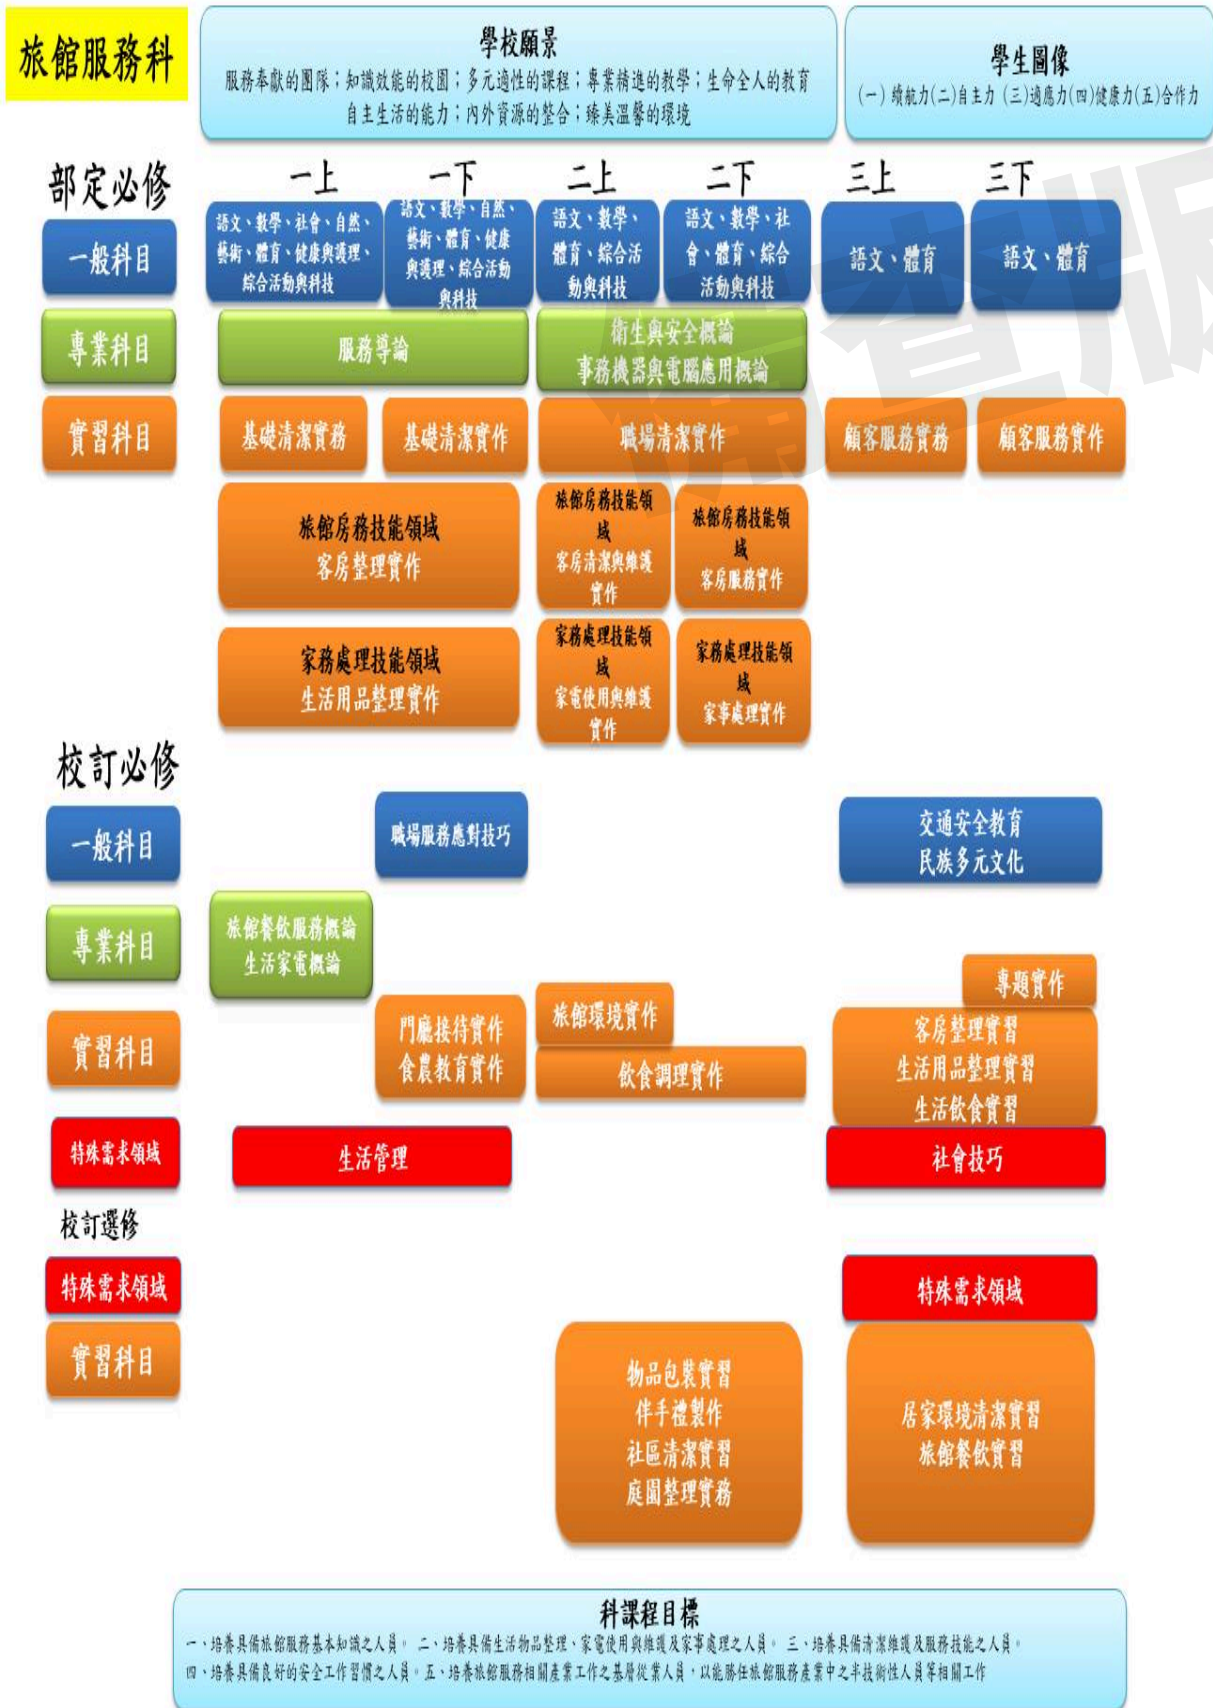 旅館服務科
學校願景
服務奉獻的團隊；知識效能的校園；多元適性的課程；專業精進的教學；生命全人的教育
自主生活的能力；內外資源的整合；臻美溫馨的環境
學生圖像
(一) 續航力(二)自主力 (三)適應力(四)健康力(五)合作力
部定必修
一上
一下
二上
二下
三上
三下
一般科目
語文、數學、社會、自然、
藝術、體育、健康與護理、
綜合活動與科技
語文、數學、自然、
藝術、體育、健康
與護理、綜合活動
與科技
語文、數學、
體育、綜合活
動與科技
語文、數學、社
會、體育、綜合
活動與科技
語文、體育
語文、體育
專業科目
服務導論
衛生與安全概論
事務機器與電腦應用概論
實習科目
基礎清潔實務
基礎清潔實作
職場清潔實作
顧客服務實務
顧客服務實作
旅館房務技能領域
客房整理實作
旅館房務技能領
域
客房清潔與維護
實作
旅館房務技能領
域
客房服務實作
家務處理技能領域
生活用品整理實作
家務處理技能領
域
家電使用與維護
實作
家務處理技能領
域
家事處理實作
校訂必修
一般科目
職場服務應對技巧
交通安全教育
民族多元文化
專業科目
旅館餐飲服務概論
生活家電概論
實習科目
門廳接待實作
食農教育實作
旅館環境實作
飲食調理實作
專題實作
客房整理實習
生活用品整理實習
生活飲食實習
特殊需求領域
生活管理
社會技巧
校訂選修
特殊需求領域
特殊需求領域
實習科目
物品包裝實習
伴手禮製作
社區清潔實習
庭園整理實務
居家環境清潔實習
旅館餐飲實習
科課程目標
一、培養具備旅館服務基本知識之人員。 二、培養具備生活物品整理、家電使用與維護及家事處理之人員。 三、培養具備清潔維護及服務技能之人員。
四、培養具備良好的安全工作習慣之人員。五、培養旅館服務相關產業工作之基層從業人員，以能勝任旅館服務產業中之半技術性人員等相關工作
備查版